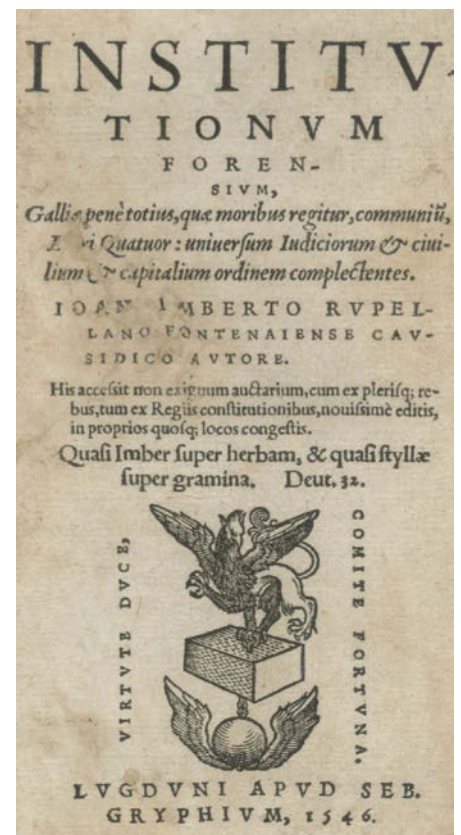 INSTITV-
TIONVM
FOREN-
SIVM,
Galliæ penè totius, quæ moribus regitur, communiũ,
Quatuor: uniuersum Iudiciorum & ciui-
lium & capitalium ordinem complectentes.
IOAN IMBERTO RVPEL-
LANO FONTENAIENSE CAV-
SIDICO AVTORE.
His accessit non exiguum auctarium, cum ex plerisq; re-
bus, tum ex Regiis constitutionibus, nouissimè editis,
in proprios quosq; locos congestis.
Quasi Imber super herbam, & quasi styllæ
super gramina. Deut. 32.
VIRTVTE DVCE,
COMITE FORTVNA.
LVGDVNI APVD SEB.
GRYPHIVM, 1546.